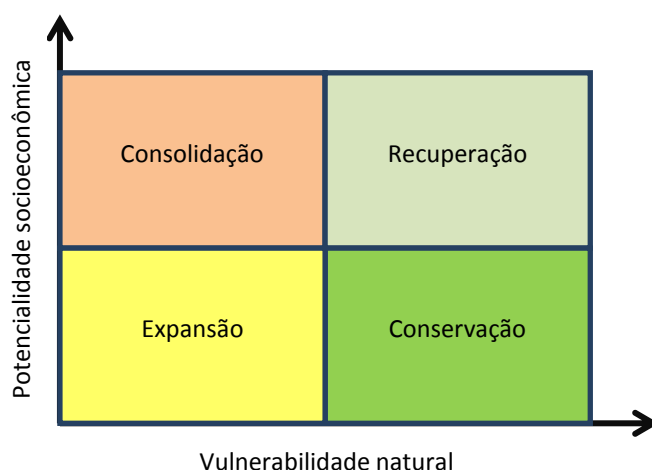 Potencialidade socioeconômica
Consolidação
Recuperação
Expansão
Conservação
Vulnerabilidade natural